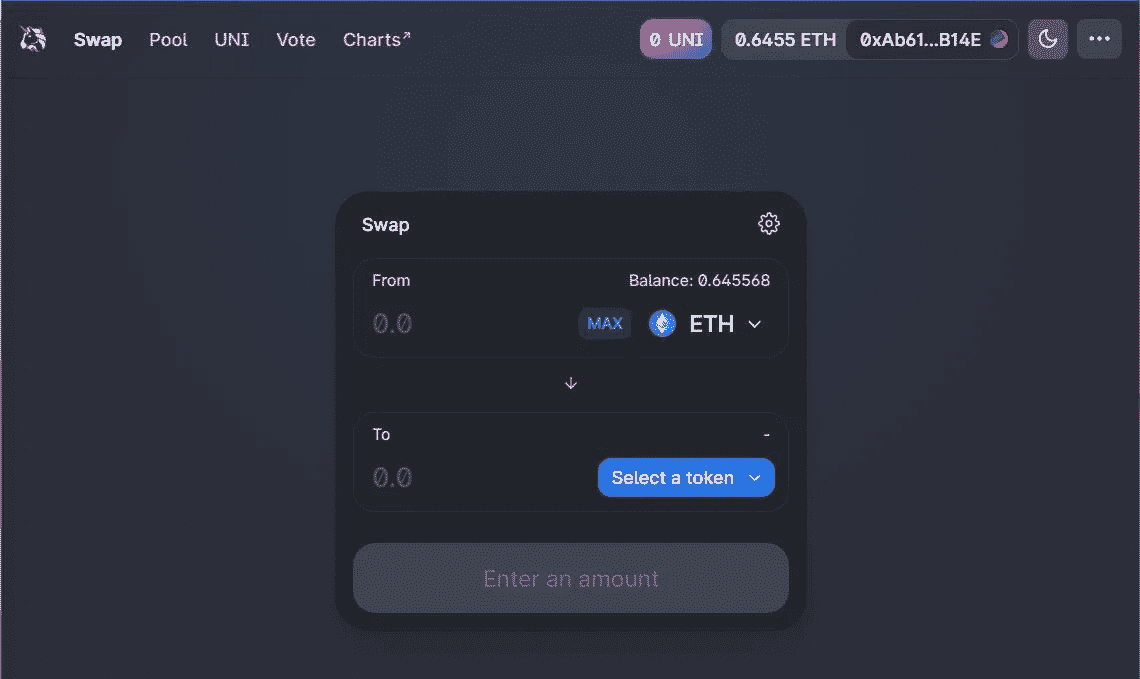 Swap Pool UNI Vote Charts↗ 0 UNI 0.6455 ETH 0xAb61...B14E
Swap
From Balance: 0.645568
0.0 MAX ETH
To -
0.0 Select a token
Enter an amount